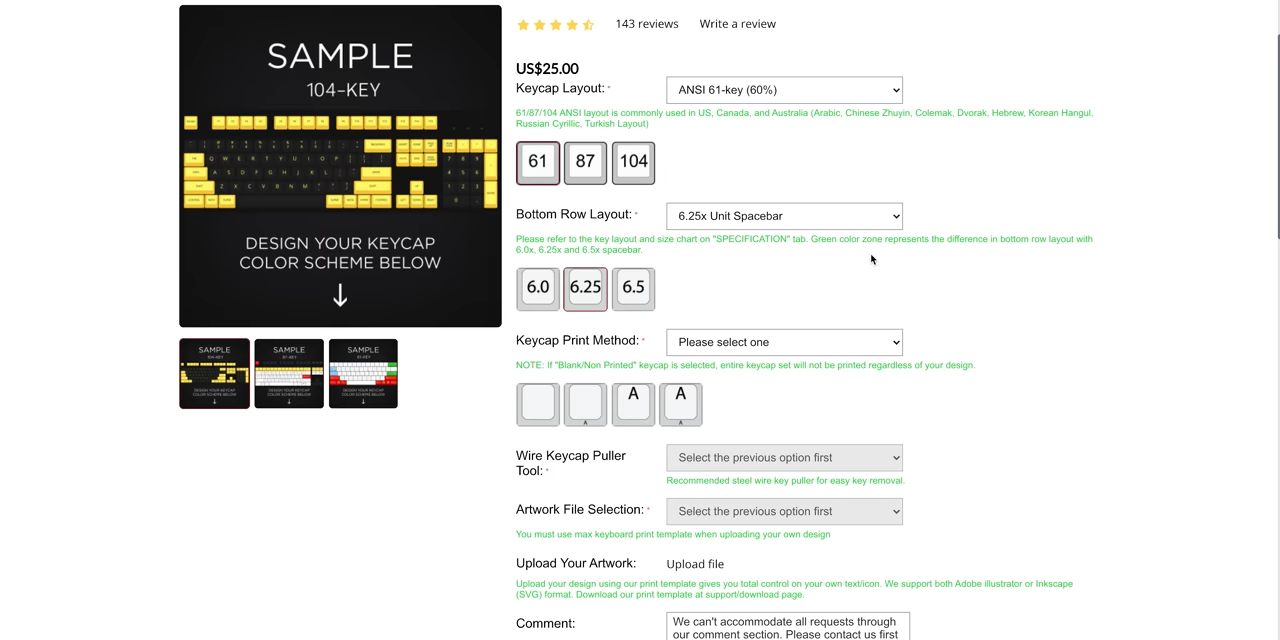 SAMPLE
104-KEY
DESIGN YOUR KEYCAP
COLOR SCHEME BELOW
SAMPLE
104-KEY
SAMPLE
SAMPLE
143 reviews Write a review
US$25.00
Keycap Layout: * ANSI 61-key (60%)
61/87/104 ANSI layout is commonly used in US, Canada, and Australia (Arabic, Chinese Zhuyin, Colemak, Dvorak, Hebrew, Korean Hangul,
Russian Cyrillic, Turkish Layout)
61 87 104
Bottom Row Layout: * 6.25x Unit Spacebar
Please refer to the key layout and size chart on "SPECIFICATION" tab. Green color zone represents the difference in bottom row layout with
6.0x, 6.25x and 6.5x spacebar.
6.0 6.25 6.5
Keycap Print Method: * Please select one
NOTE: If "Blank/Non Printed" keycap is selected, entire keycap set will not be printed regardless of your design.
A A
A A
Wire Keycap Puller
Tool: * Select the previous option first
Recommended steel wire key puller for easy key removal.
Artwork File Selection: * Select the previous option first
You must use max keyboard print template when uploading your own design
Upload Your Artwork: Upload file
Upload your design using our print template gives you total control on your own text/icon. We support both Adobe illustrator or Inkscape
(SVG) format. Download our print template at support/download page.
Comment: We can't accommodate all requests through
our comment section. Please contact us first